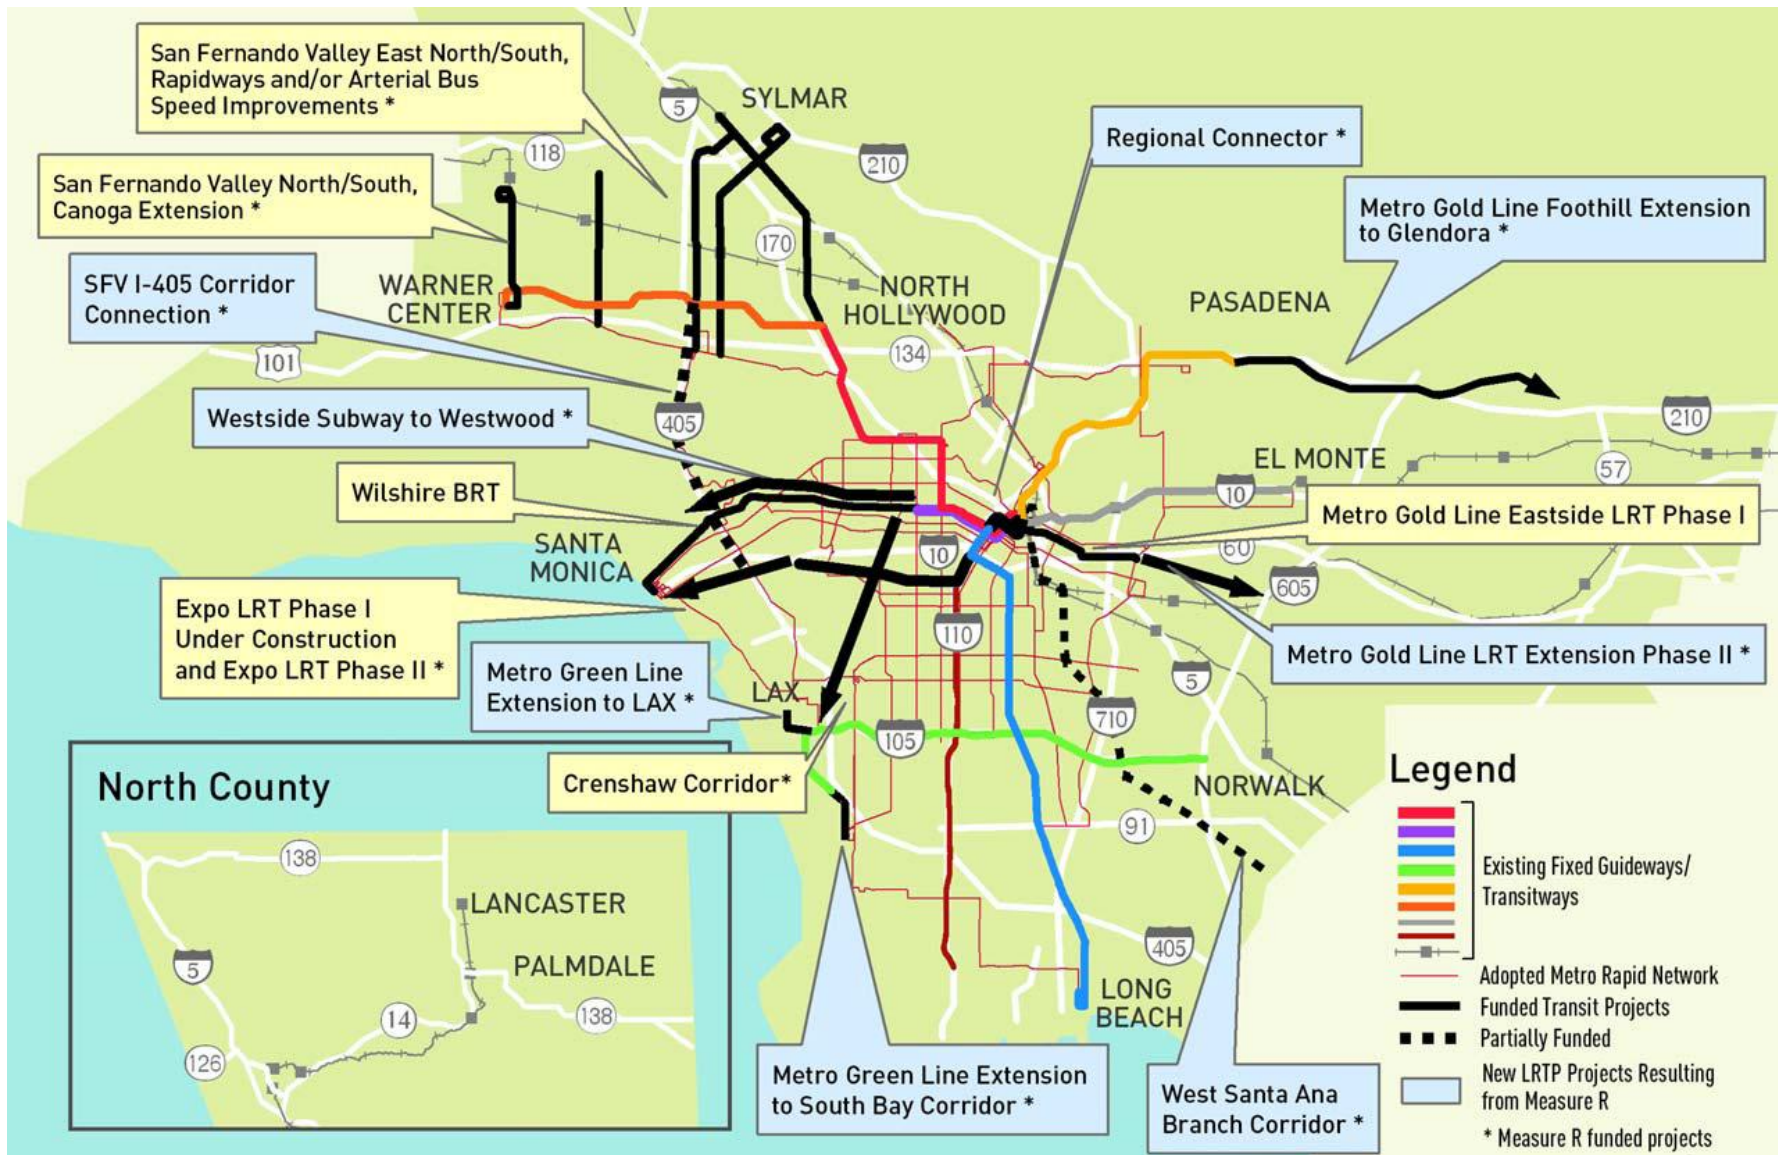 San Fernando Valley East North/South,
Rapidways and/or Arterial Bus
Speed Improvements *
San Fernando Valley North/South,
Canoga Extension *
SFV I-405 Corridor
Connection *
Westside Subway to Westwood *
Wilshire BRT
Expo LRT Phase I
Under Construction
and Expo LRT Phase II *
Metro Green Line
Extension to LAX *
Crenshaw Corridor*
Regional Connector *
Metro Gold Line Foothill Extension
to Glendora *
Metro Gold Line Eastside LRT Phase I
Metro Gold Line LRT Extension Phase II *
Metro Green Line Extension
to South Bay Corridor *
West Santa Ana
Branch Corridor *
SYLMAR
WARNER
CENTER
NORTH
HOLLYWOOD
PASADENA
EL MONTE
SANTA
MONICA
LAX
NORWALK
LONG
BEACH
5
118
210
170
101
134
405
210
57
10
10
60
605
110
5
710
105
91
405
North County
138
LANCASTER
5
PALMDALE
14
138
126
Legend
Existing Fixed Guideways/
Transitways
Adopted Metro Rapid Network
Funded Transit Projects
Partially Funded
New LRTP Projects Resulting
from Measure R
* Measure R funded projects